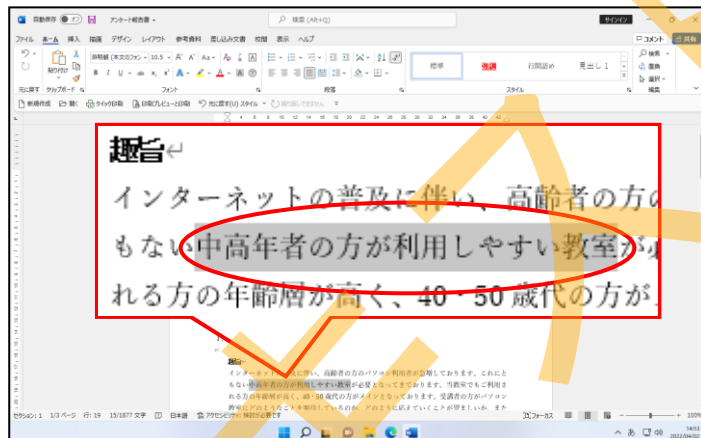 自動保存 オフ アンケート報告書 検索 (Alt+Q) サインイン
ファイル ホーム 挿入 描画 デザイン レイアウト 参考資料 差し込み文書 校閲 表示 ヘルプ コメント 共有
貼り付け 10.5 標準 強調 行間詰め 見出し 1 検索 置換 選択
元に戻す クリップボード フォント 段落 スタイル 編集
新規作成 開く クイック印刷 印刷プレビューと印刷 元に戻す(U) スタイル
趣旨
インターネットの普及に伴い、高齢者の方の
もない中高年者の方が利用しやすい教室が
れる方の年齢層が高く、40・50 歳代の方が
趣旨
インターネットの普及に伴い、高齢者の方のパソコン利用者が急増しております。これにと
もない中高年者の方が利用しやすい教室が必要となってきております。当教室でもご利用さ
れる方の年齢層が高く、40・50 歳代の方がメインとなっております。受講者の方がパソコン
セクション: 1 1/3 ページ 行: 19 15/1877 文字 日本語 アクセシビリティ: 検討が必要です フォーカス 100%
あ 14:53
2022/04/02